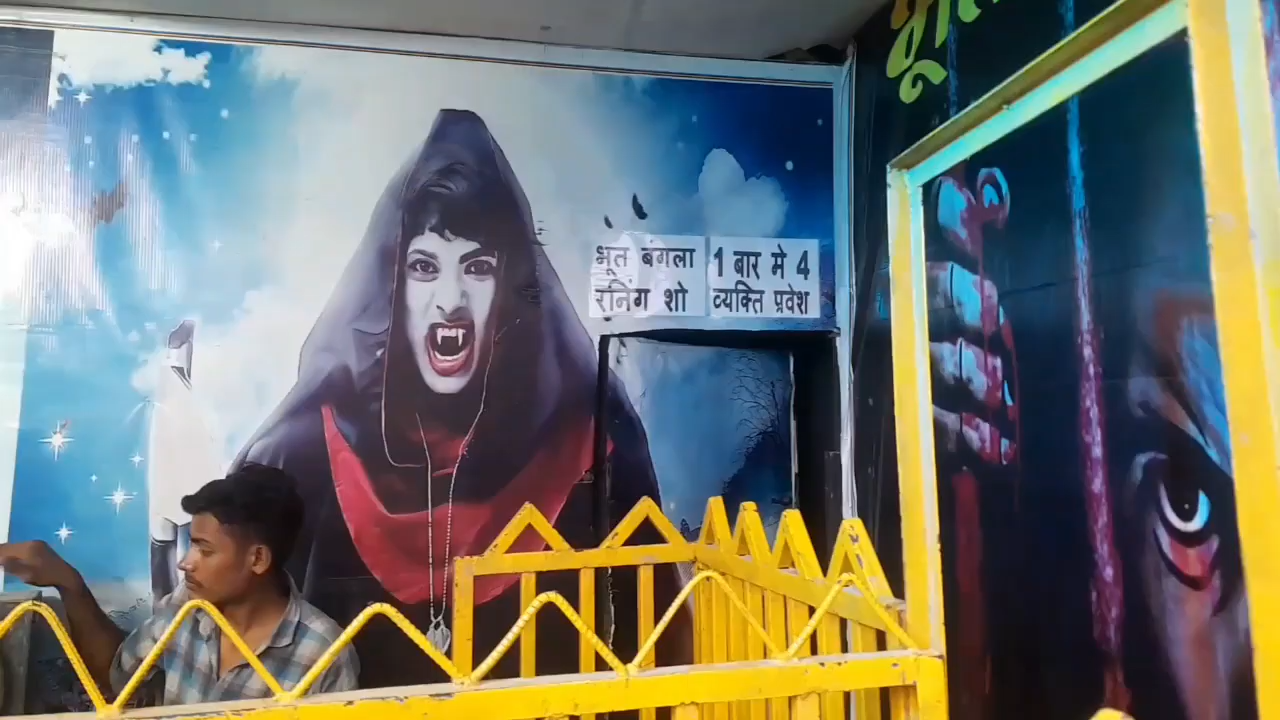 भूत बंगला
रनिंग शो
1 बार मे 4
व्यक्ति प्रवेश